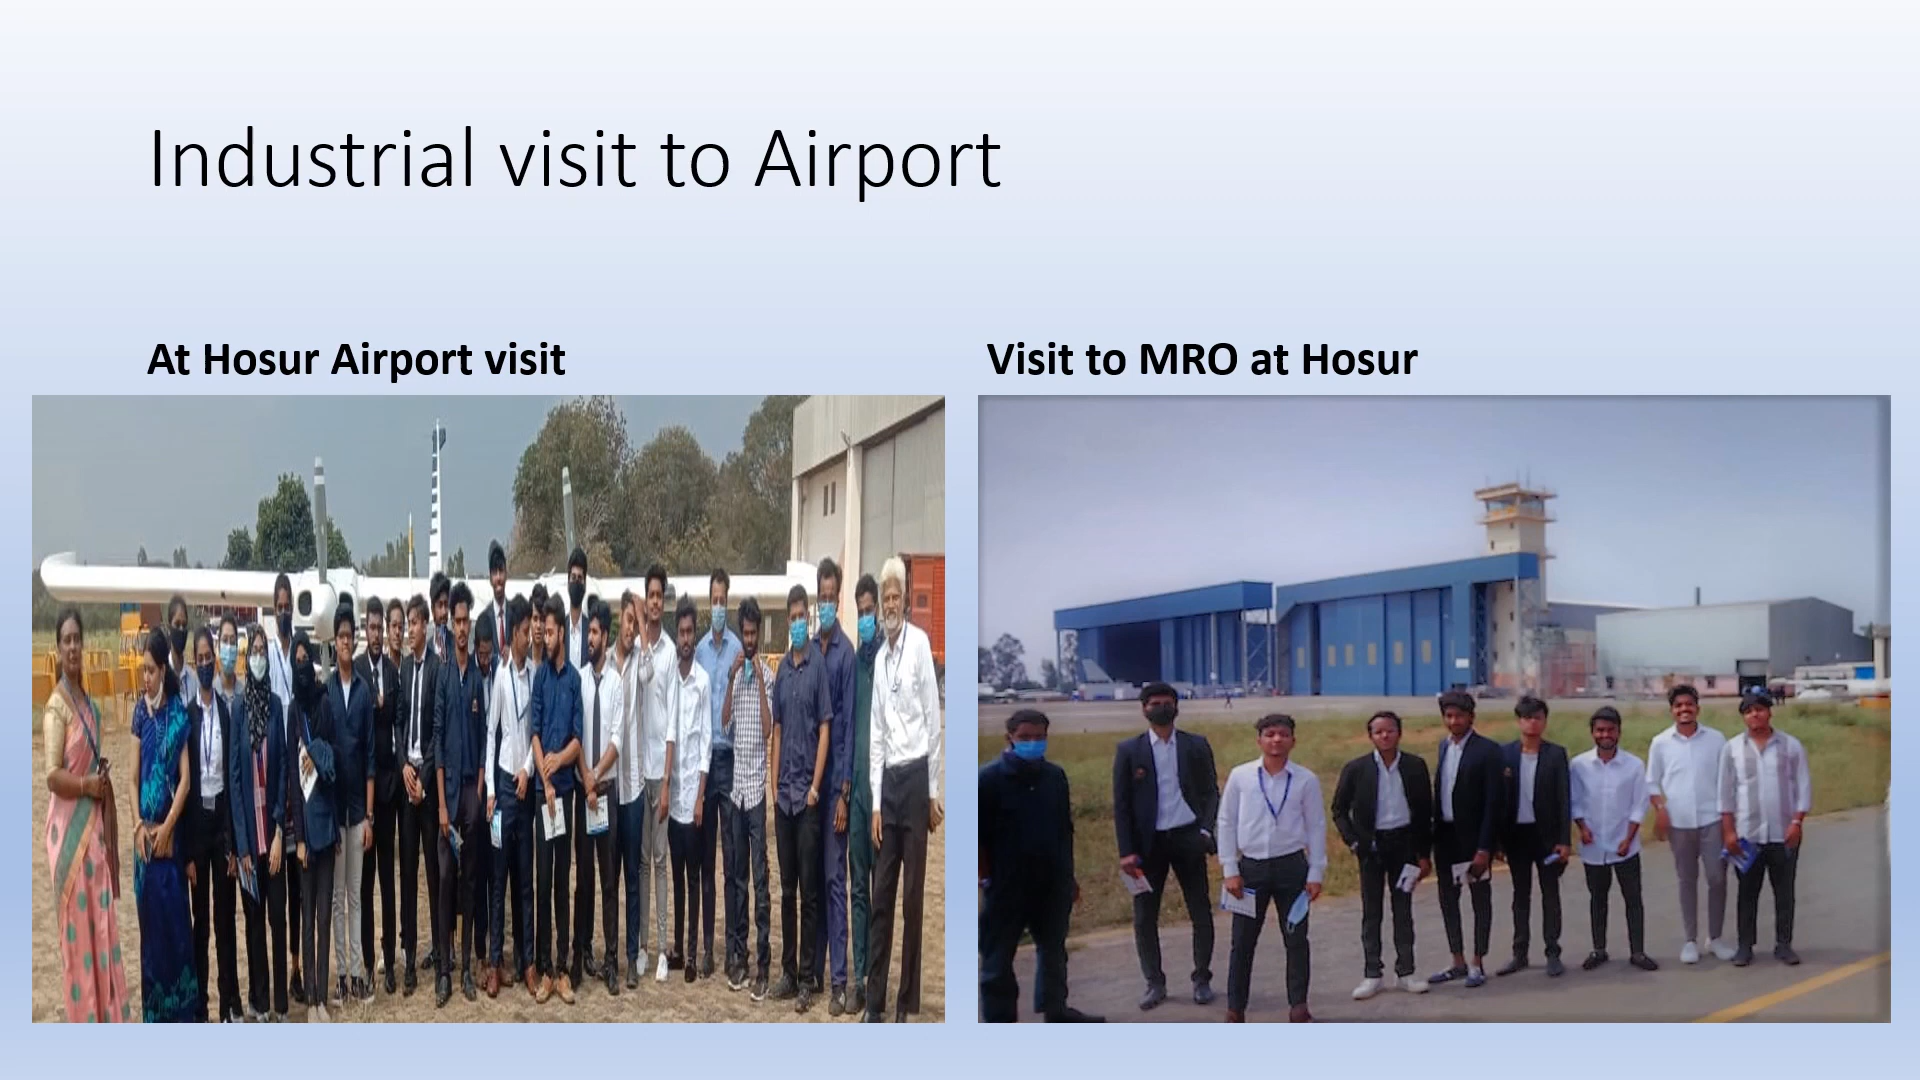 Industrial visit to Airport
At Hosur Airport visit
Visit to MRO at Hosur